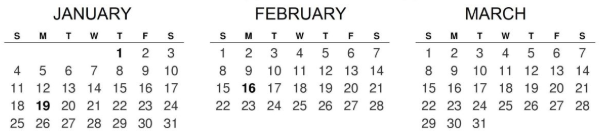 JANUARY FEBRUARY MARCH
S M T W T F S S M T W T F S S M T W T F S
1 2 3 1 2 3 4 5 6 7 1 2 3 4 5 6 7
4 5 6 7 8 9 10 8 9 10 11 12 13 14 8 9 10 11 12 13 14
11 12 13 14 15 16 17 15 16 17 18 19 20 21 15 16 17 18 19 20 21
18 19 20 21 22 23 24 22 23 24 25 26 27 28 22 23 24 25 26 27 28
25 26 27 28 29 30 31 29 30 31